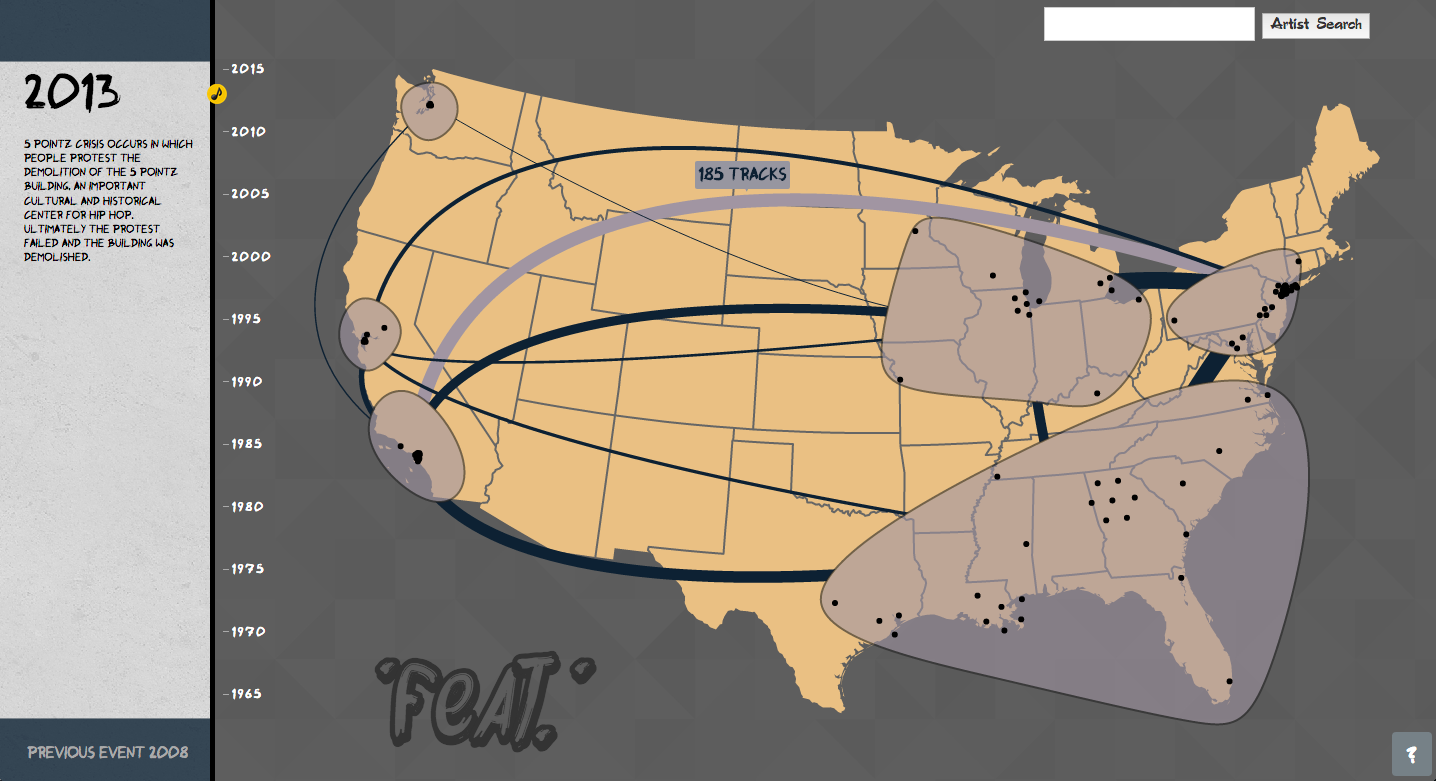 2013
5 POINTZ CRISIS OCCURS IN WHICH
PEOPLE PROTEST THE
DEMOLITION OF THE 5 POINTZ
BUILDING, AN IMPORTANT
CULTURAL AND HISTORICAL
CENTER FOR HIP HOP.
ULTIMATELY THE PROTEST
FAILED AND THE BUILDING WAS
DEMOLISHED.
PREVIOUS EVENT 2008
Artist Search
2015
2010
2005
2000
1995
1990
1985
1980
1975
1970
1965
185 TRACKS
"FEAT."
?